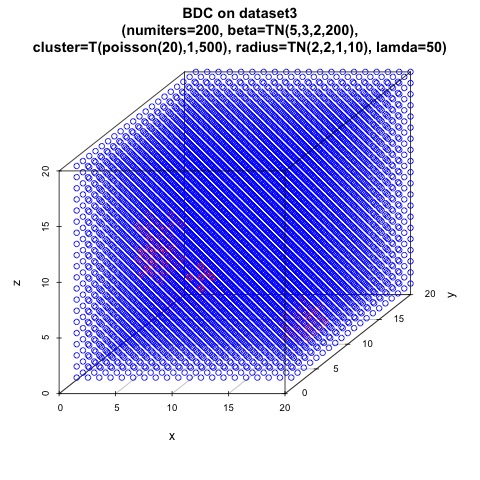 BDC on dataset3
(numiters=200, beta=TN(5,3,2,200),
cluster=T(poisson(20),1,500), radius=TN(2,2,1,10), lamda=50)
20
15
10
5
0
z
0 5 10 15 20
x
0
5
10
15
20
y